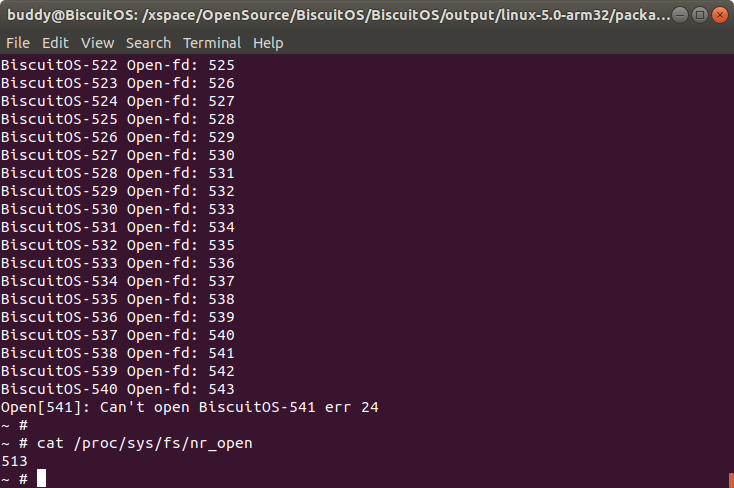 buddy@BiscuitOS: /xspace/OpenSource/BiscuitOS/BiscuitOS/output/linux-5.0-arm32/packa...
File Edit View Search Terminal Help
BiscuitOS-522 Open-fd: 525
BiscuitOS-523 Open-fd: 526
BiscuitOS-524 Open-fd: 527
BiscuitOS-525 Open-fd: 528
BiscuitOS-526 Open-fd: 529
BiscuitOS-527 Open-fd: 530
BiscuitOS-528 Open-fd: 531
BiscuitOS-529 Open-fd: 532
BiscuitOS-530 Open-fd: 533
BiscuitOS-531 Open-fd: 534
BiscuitOS-532 Open-fd: 535
BiscuitOS-533 Open-fd: 536
BiscuitOS-534 Open-fd: 537
BiscuitOS-535 Open-fd: 538
BiscuitOS-536 Open-fd: 539
BiscuitOS-537 Open-fd: 540
BiscuitOS-538 Open-fd: 541
BiscuitOS-539 Open-fd: 542
BiscuitOS-540 Open-fd: 543
Open[541]: Can't open BiscuitOS-541 err 24
~ #
~ # cat /proc/sys/fs/nr_open
513
~ #